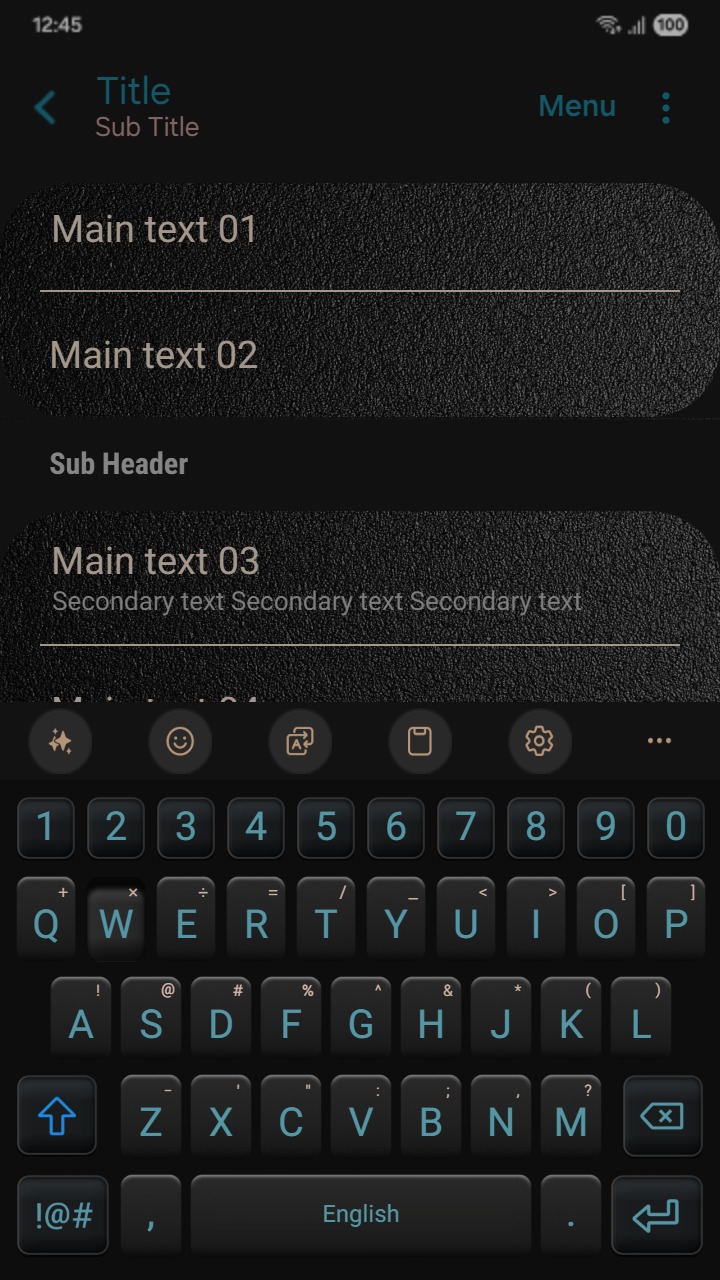 12:45
100
Title
Sub Title
Menu
Main text 01
Main text 02
Sub Header
Main text 03
Secondary text Secondary text Secondary text
1 2 3 4 5 6 7 8 9 0
+ × ÷ = / _ < > [ ]
Q W E R T Y U I O P
! @ # % ^ & * ( )
A S D F G H J K L
- ' " : ; , ?
Z X C V B N M
!@# , English .